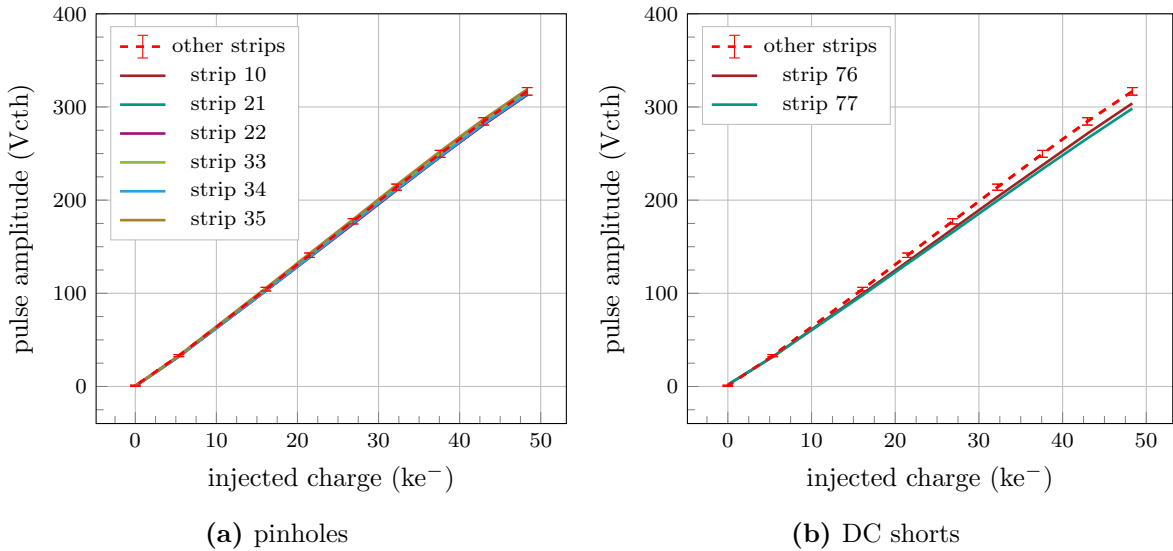 400
300
200
100
0
pulse amplitude (Vcth)
other strips
strip 10
strip 21
strip 22
strip 33
strip 34
strip 35
0 10 20 30 40 50
injected charge (ke⁻)
(a) pinholes
400
300
200
100
0
pulse amplitude (Vcth)
other strips
strip 76
strip 77
0 10 20 30 40 50
injected charge (ke⁻)
(b) DC shorts